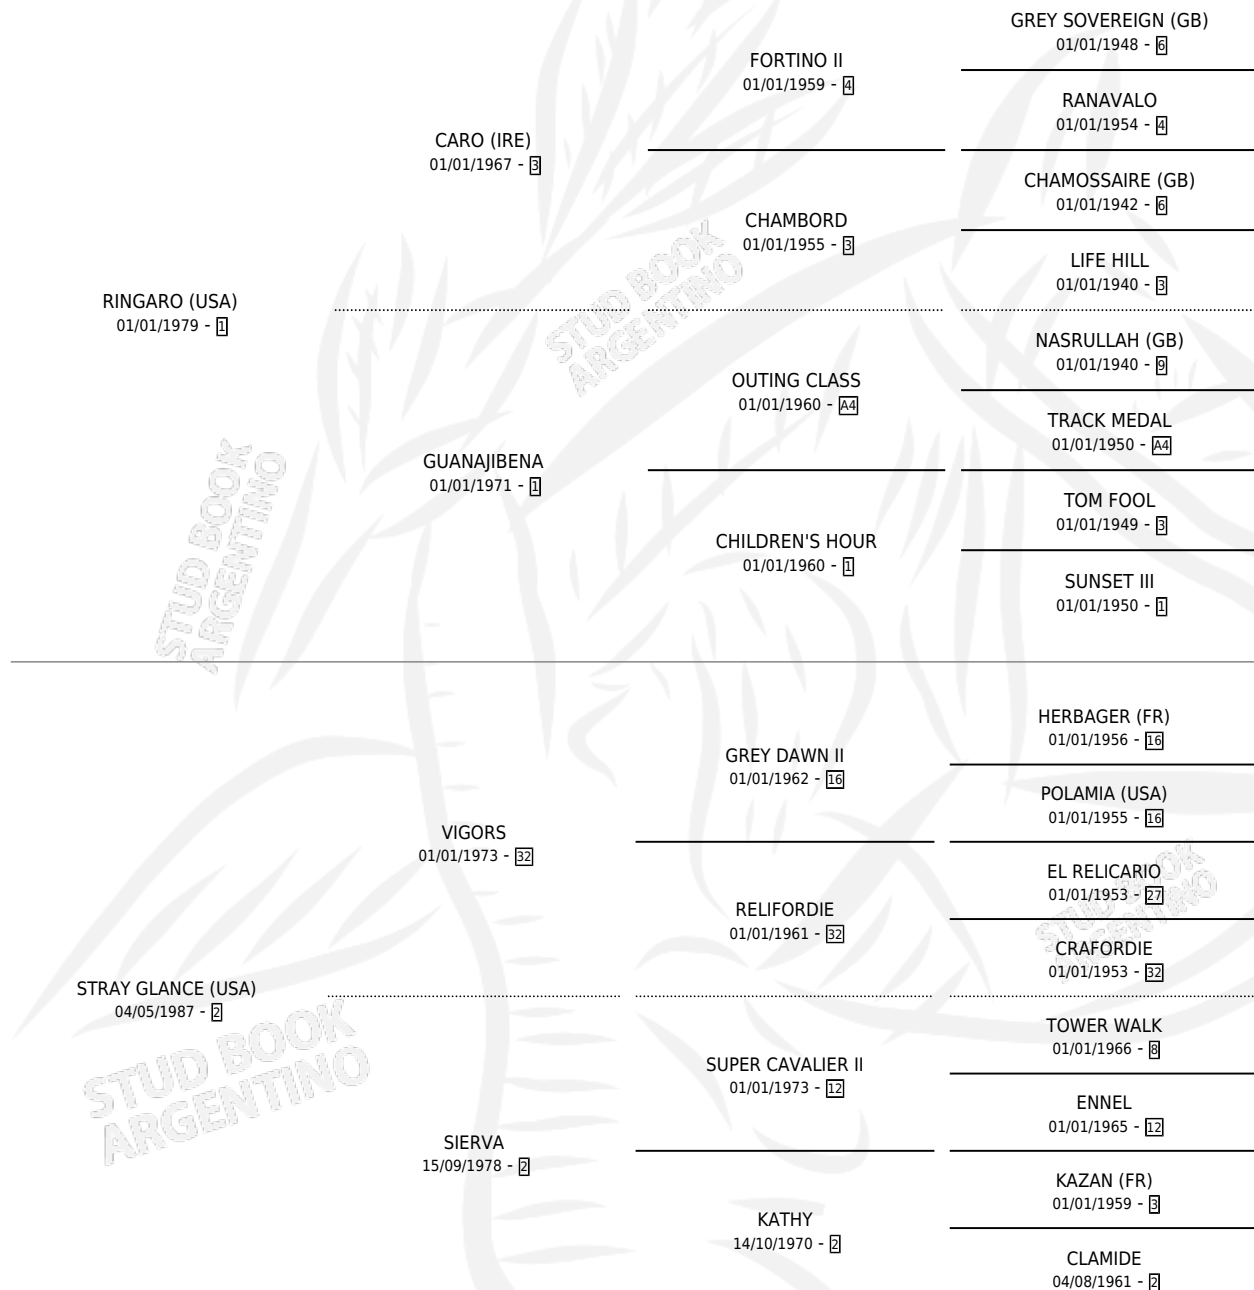 GREY SOVEREIGN (GB)
01/01/1948 - 6
FORTINO II
01/01/1959 - 4
RANAVALO
01/01/1954 - 4
CARO (IRE)
01/01/1967 - 3
CHAMOSSAIRE (GB)
01/01/1942 - 6
CHAMBORD
01/01/1955 - 3
LIFE HILL
01/01/1940 - 3
RINGARO (USA)
01/01/1979 - 1
STUD BOOK
ARGENTINO
NASRULLAH (GB)
01/01/1940 - 9
OUTING CLASS
01/01/1960 - A4
TRACK MEDAL
01/01/1950 - A4
GUANAJIBENA
01/01/1971 - 1
TOM FOOL
01/01/1949 - 3
CHILDREN'S HOUR
01/01/1960 - 1
SUNSET III
01/01/1950 - 1
STUD BOOK
ARGENTINO
HERBAGER (FR)
01/01/1956 - 16
GREY DAWN II
01/01/1962 - 16
POLAMIA (USA)
01/01/1955 - 16
VIGORS
01/01/1973 - 32
EL RELICARIO
01/01/1953 - 27
RELIFORDIE
01/01/1961 - 32
STUD BOOK
ARGENTINO
CRAFORDIE
01/01/1953 - 32
STRAY GLANCE (USA)
04/05/1987 - 2
STUD BOOK
ARGENTINO
TOWER WALK
01/01/1966 - 8
SUPER CAVALIER II
01/01/1973 - 12
ENNEL
01/01/1965 - 12
SIERVA
15/09/1978 - 2
KAZAN (FR)
01/01/1959 - 3
KATHY
14/10/1970 - 2
CLAMIDE
04/08/1961 - 2